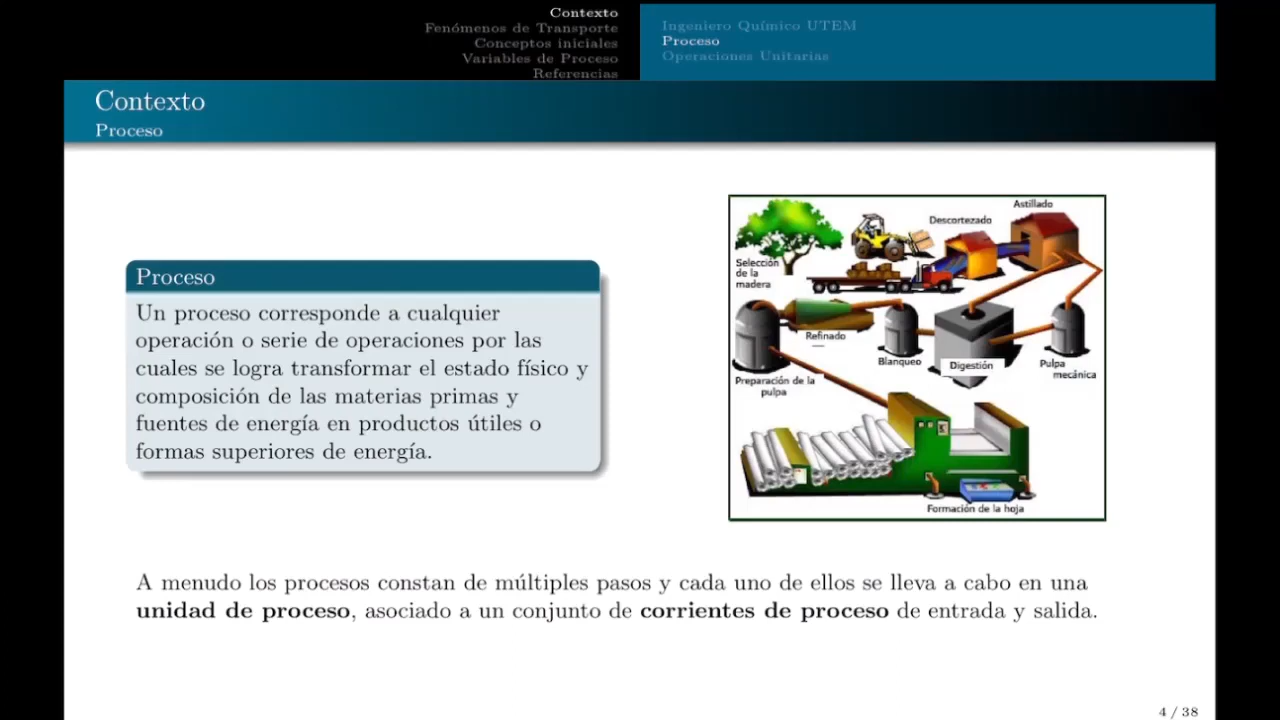 Contexto
Fenómenos de Transporte
Conceptos iniciales
Variables de Proceso
Referencias
Ingeniero Químico UTEM
Proceso
Operaciones Unitarias
Contexto
Proceso
Proceso
Un proceso corresponde a cualquier
operación o serie de operaciones por las
cuales se logra transformar el estado físico y
composición de las materias primas y
fuentes de energía en productos útiles o
formas superiores de energía.
Astillado
Descortezado
Selección
de la
madera
Refinado
Blanqueo
Digestión
Pulpa
mecánica
Preparación de la
pulpa
Formación de la hoja
A menudo los procesos constan de múltiples pasos y cada uno de ellos se lleva a cabo en una
unidad de proceso, asociado a un conjunto de corrientes de proceso de entrada y salida.
4 / 38